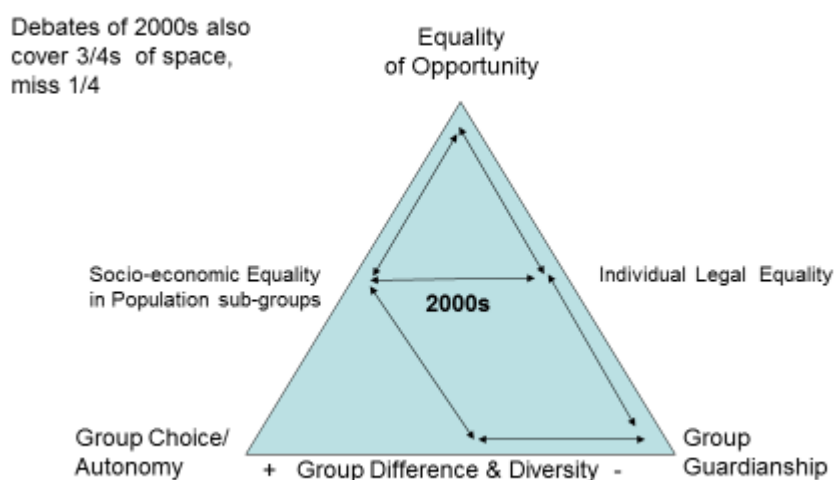 Debates of 2000s also
cover 3/4s of space,
miss 1/4
Equality
of Opportunity
Socio-economic Equality
in Population sub-groups
Individual Legal Equality
2000s
Group Choice/
Autonomy
+ Group Difference & Diversity -
Group
Guardianship